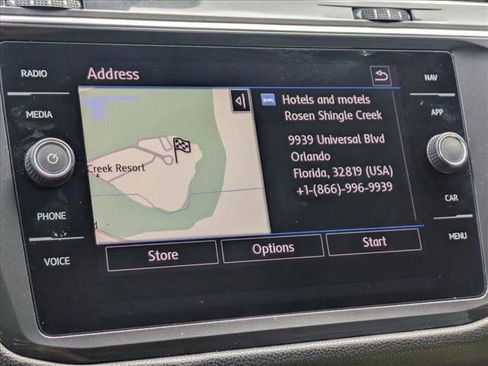 RADIO
MEDIA
PHONE
VOICE
Address
Creek Resort
Hotels and motels
Rosen Shingle Creek
9939 Universal Blvd
Orlando
Florida, 32819 (USA)
+1-(866)-996-9939
Store
Options
Start
NAV
APP
CAR
MENU